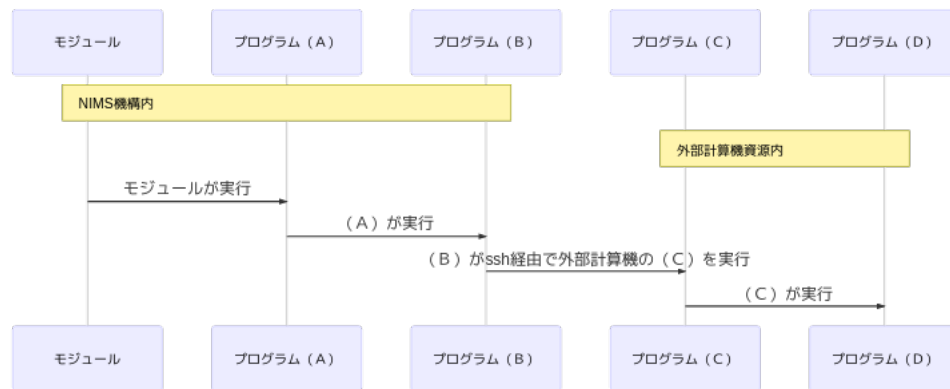 モジュール
プログラム（A）
プログラム（B）
プログラム（C）
プログラム（D）
NIMS機構内
外部計算機資源内
モジュールが実行
（A）が実行
（B）がssh経由で外部計算機の（C）を実行
（C）が実行
モジュール
プログラム（A）
プログラム（B）
プログラム（C）
プログラム（D）